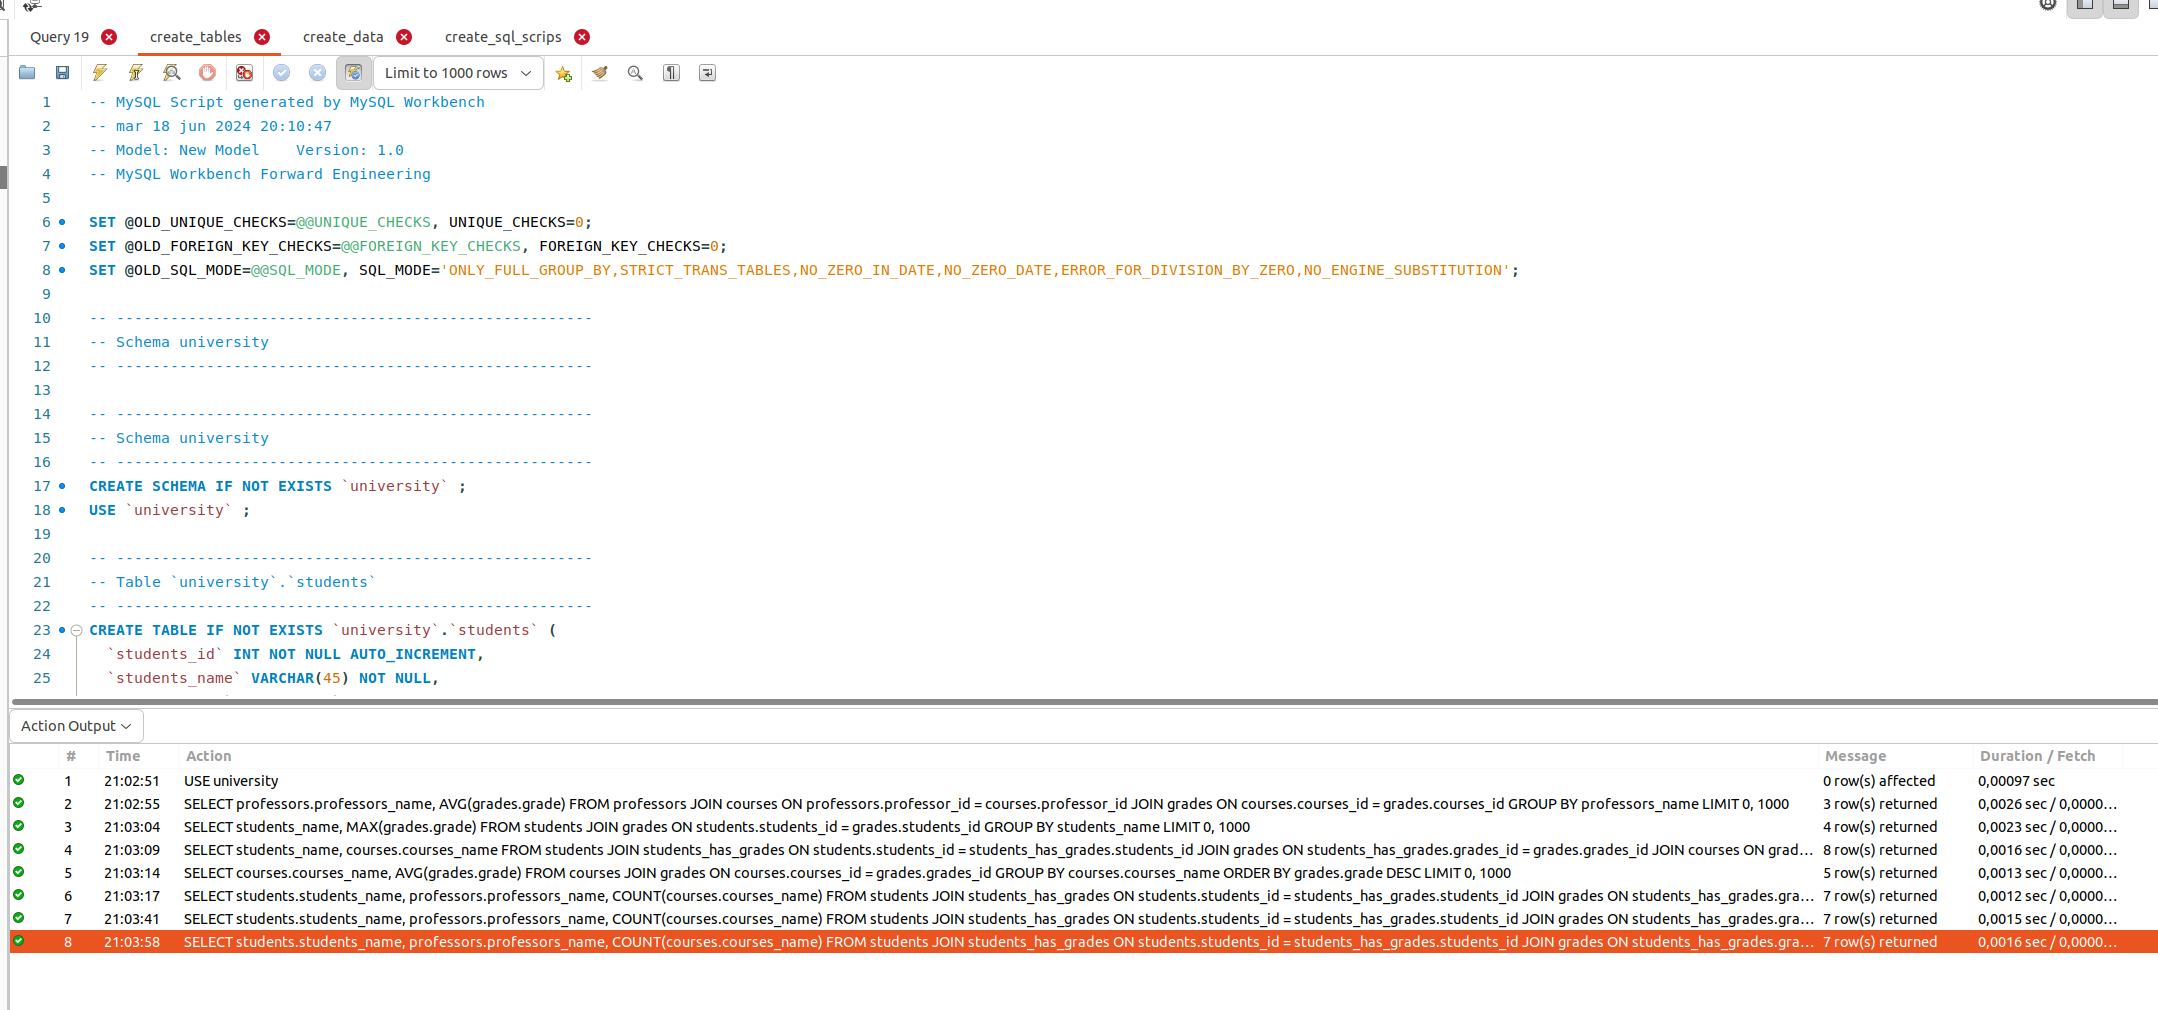 Query 19 create_tables create_data create_sql_scrips
Limit to 1000 rows
1 -- MySQL Script generated by MySQL Workbench
2 -- mar 18 jun 2024 20:10:47
3 -- Model: New Model    Version: 1.0
4 -- MySQL Workbench Forward Engineering
5
6 SET @OLD_UNIQUE_CHECKS=@@UNIQUE_CHECKS, UNIQUE_CHECKS=0;
7 SET @OLD_FOREIGN_KEY_CHECKS=@@FOREIGN_KEY_CHECKS, FOREIGN_KEY_CHECKS=0;
8 SET @OLD_SQL_MODE=@@SQL_MODE, SQL_MODE='ONLY_FULL_GROUP_BY,STRICT_TRANS_TABLES,NO_ZERO_IN_DATE,NO_ZERO_DATE,ERROR_FOR_DIVISION_BY_ZERO,NO_ENGINE_SUBSTITUTION';
9
10 -- -----------------------------------------------------
11 -- Schema university
12 -- -----------------------------------------------------
13
14 -- -----------------------------------------------------
15 -- Schema university
16 -- -----------------------------------------------------
17 CREATE SCHEMA IF NOT EXISTS `university` ;
18 USE `university` ;
19
20 -- -----------------------------------------------------
21 -- Table `university`.`students`
22 -- -----------------------------------------------------
23 CREATE TABLE IF NOT EXISTS `university`.`students` (
24 `students_id` INT NOT NULL AUTO_INCREMENT,
25 `students_name` VARCHAR(45) NOT NULL,
Action Output
# Time Action Message Duration / Fetch
1 21:02:51 USE university 0 row(s) affected 0,00097 sec
2 21:02:55 SELECT professors.professors_name, AVG(grades.grade) FROM professors JOIN courses ON professors.professor_id = courses.professor_id JOIN grades ON courses.courses_id = grades.courses_id GROUP BY professors_name LIMIT 0, 1000 3 row(s) returned 0,0026 sec / 0,0000...
3 21:03:04 SELECT students_name, MAX(grades.grade) FROM students JOIN grades ON students.students_id = grades.students_id GROUP BY students_name LIMIT 0, 1000 4 row(s) returned 0,0023 sec / 0,0000...
4 21:03:09 SELECT students_name, courses.courses_name FROM students JOIN students_has_grades ON students.students_id = students_has_grades.students_id JOIN grades ON students_has_grades.grades_id = grades.grades_id JOIN courses ON grad... 8 row(s) returned 0,0016 sec / 0,0000...
5 21:03:14 SELECT courses.courses_name, AVG(grades.grade) FROM courses JOIN grades ON courses.courses_id = grades.grades_id GROUP BY courses.courses_name ORDER BY grades.grade DESC LIMIT 0, 1000 5 row(s) returned 0,0013 sec / 0,0000...
6 21:03:17 SELECT students.students_name, professors.professors_name, COUNT(courses.courses_name) FROM students JOIN students_has_grades ON students.students_id = students_has_grades.students_id JOIN grades ON students_has_grades.gra... 7 row(s) returned 0,0012 sec / 0,0000...
7 21:03:41 SELECT students.students_name, professors.professors_name, COUNT(courses.courses_name) FROM students JOIN students_has_grades ON students.students_id = students_has_grades.students_id JOIN grades ON students_has_grades.gra... 7 row(s) returned 0,0015 sec / 0,0000...
8 21:03:58 SELECT students.students_name, professors.professors_name, COUNT(courses.courses_name) FROM students JOIN students_has_grades ON students.students_id = students_has_grades.students_id JOIN grades ON students_has_grades.gra... 7 row(s) returned 0,0016 sec / 0,0000...